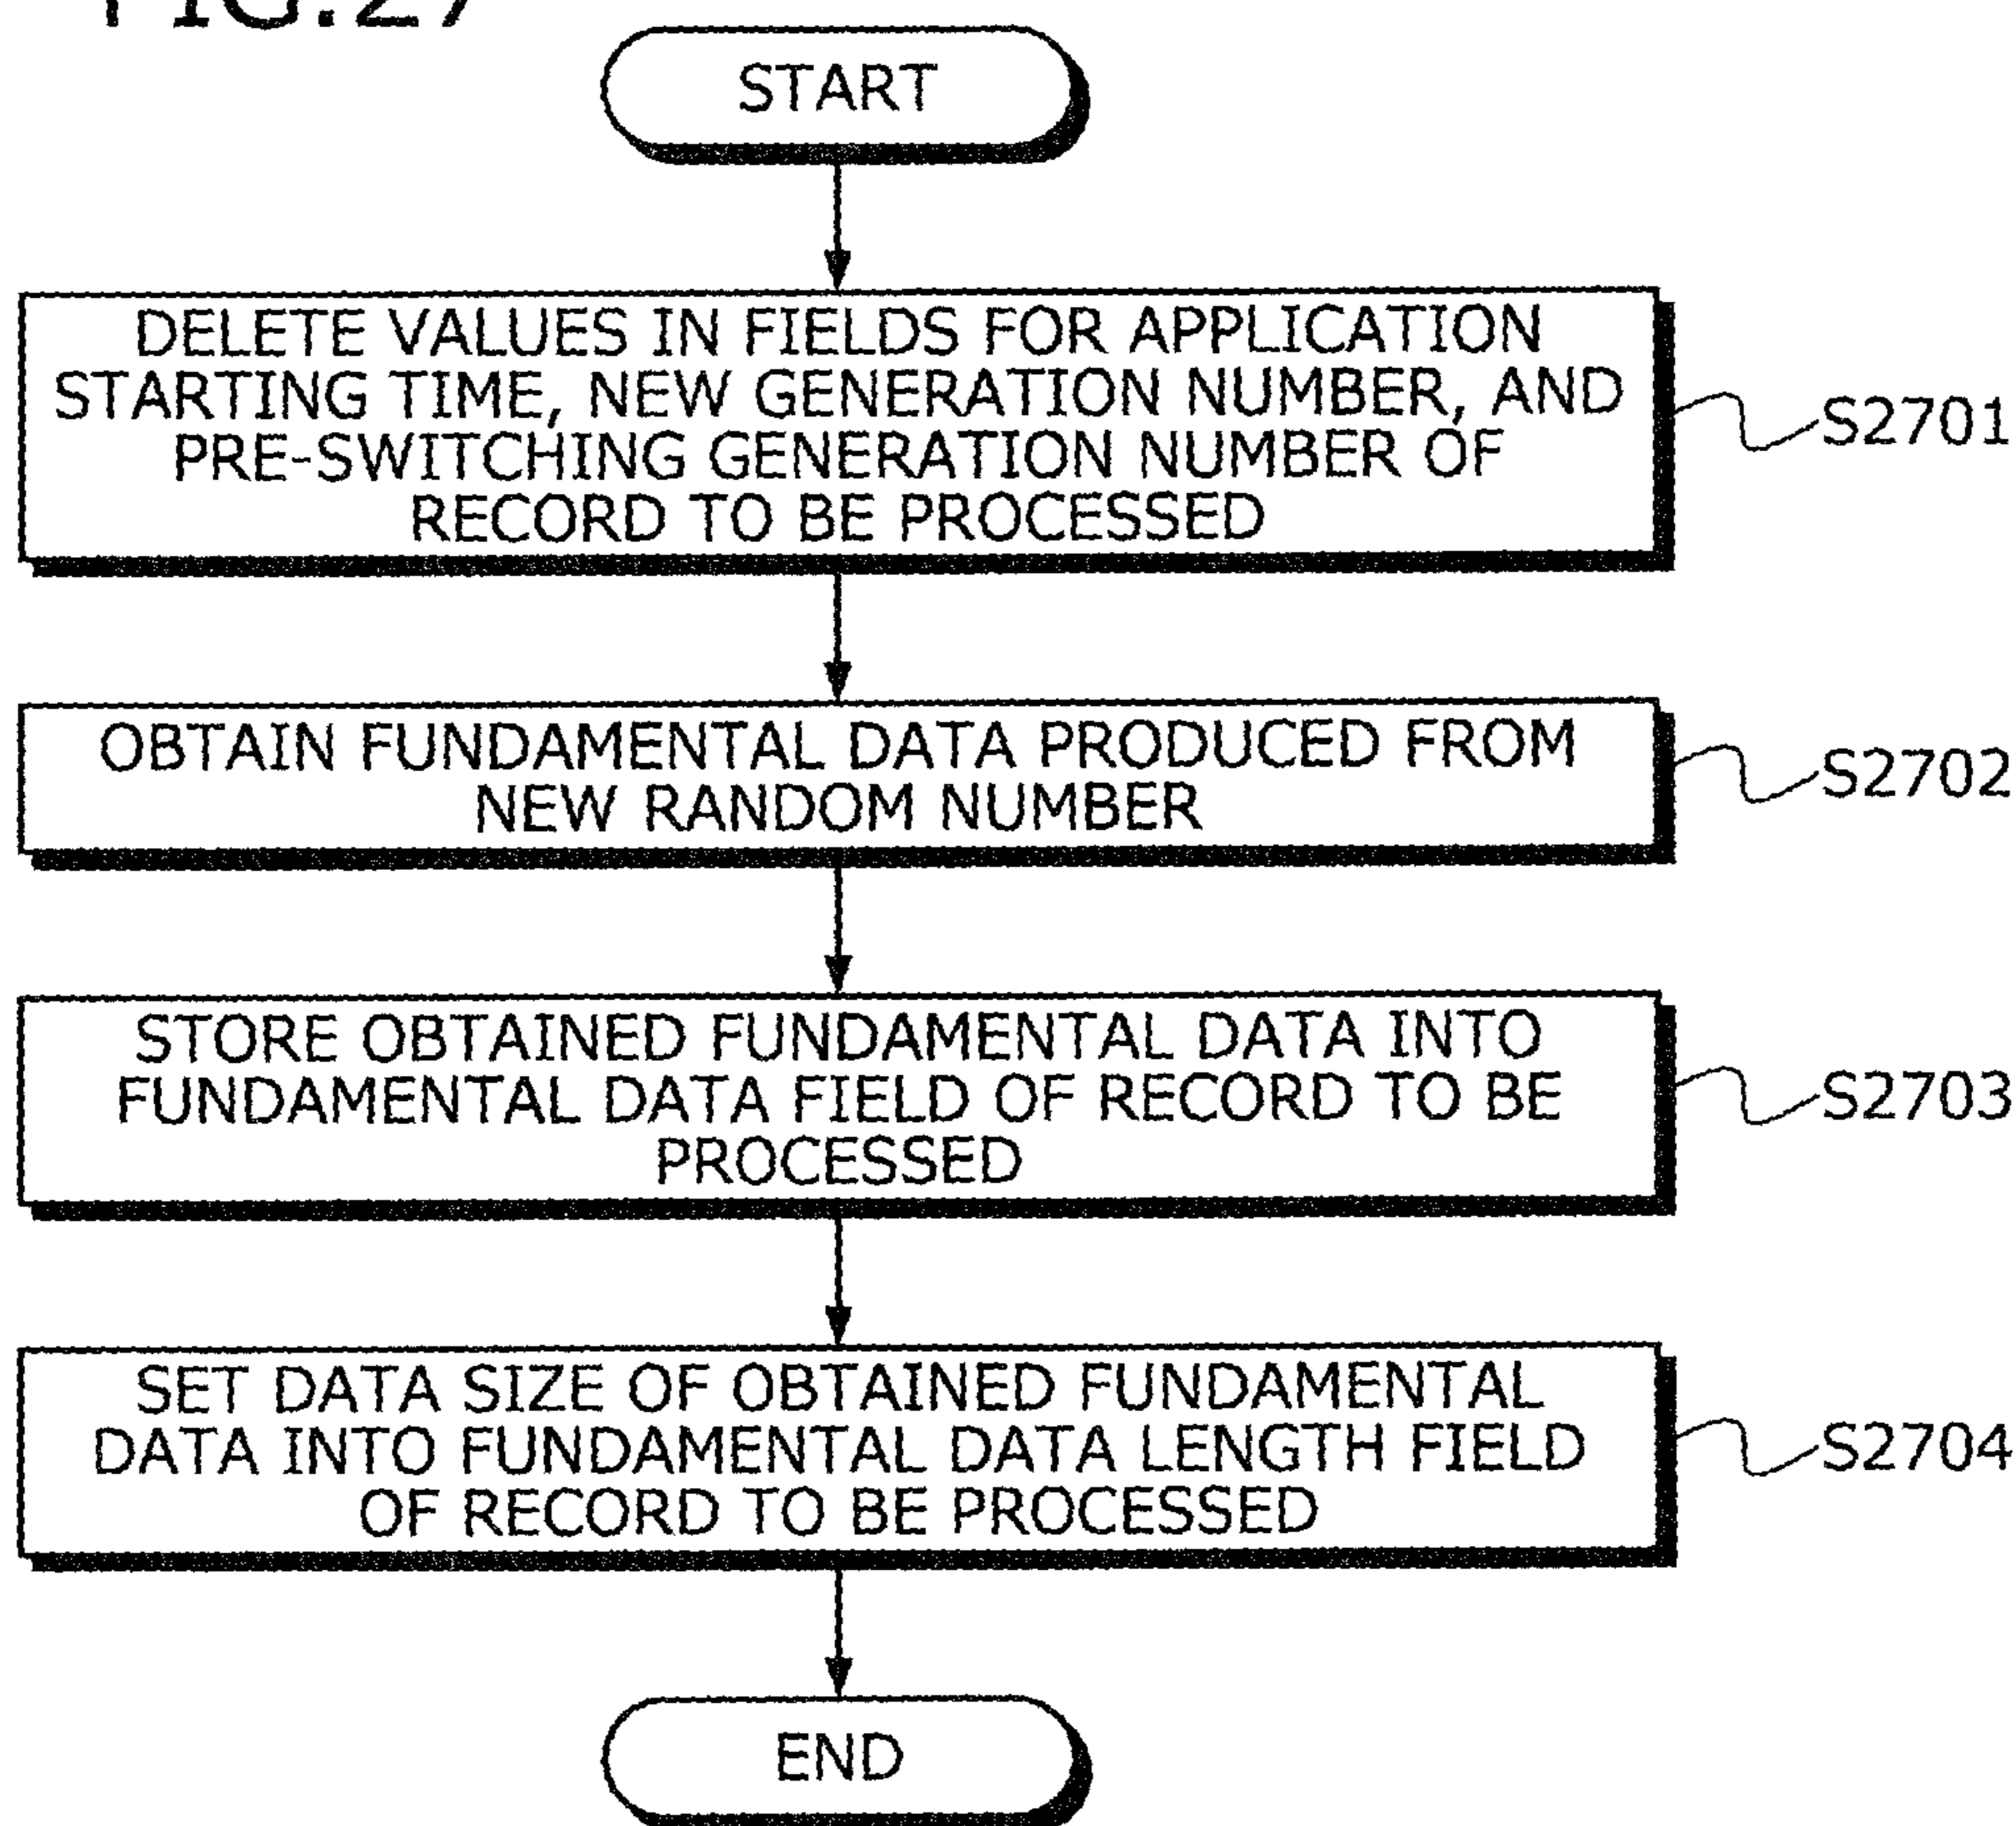 FIG.27
START
DELETE VALUES IN FIELDS FOR APPLICATION
STARTING TIME, NEW GENERATION NUMBER, AND
PRE-SWITCHING GENERATION NUMBER OF
RECORD TO BE PROCESSED
S2701
OBTAIN FUNDAMENTAL DATA PRODUCED FROM
NEW RANDOM NUMBER
S2702
STORE OBTAINED FUNDAMENTAL DATA INTO
FUNDAMENTAL DATA FIELD OF RECORD TO BE
PROCESSED
S2703
SET DATA SIZE OF OBTAINED FUNDAMENTAL
DATA INTO FUNDAMENTAL DATA LENGTH FIELD
OF RECORD TO BE PROCESSED
S2704
END